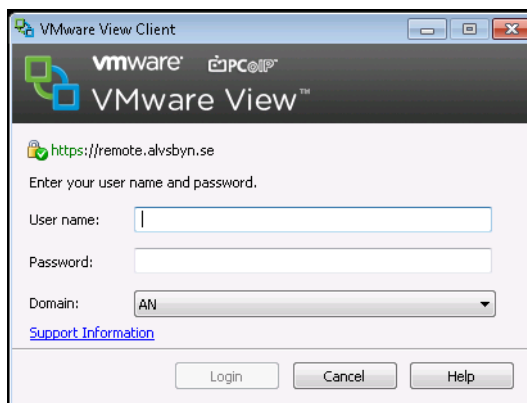 VMware View Client
vmware PCoIP
VMware View™
https://remote.alvsbyn.se
Enter your user name and password.
User name:
Password:
Domain: AN
Support Information
Login Cancel Help